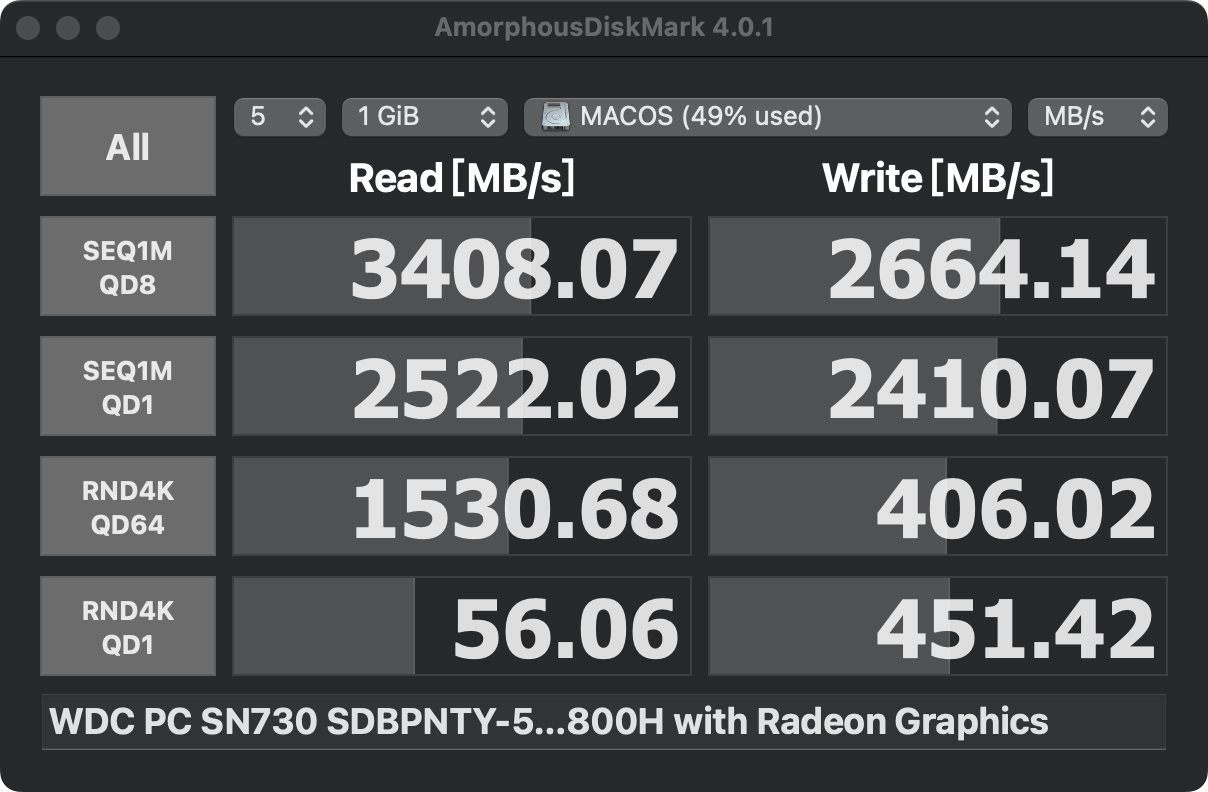 AmorphousDiskMark 4.0.1
All
5
1 GiB
MACOS (49% used)
MB/s
Read [MB/s]
Write [MB/s]
SEQ1M
QD8
3408.07
2664.14
SEQ1M
QD1
2522.02
2410.07
RND4K
QD64
1530.68
406.02
RND4K
QD1
56.06
451.42
WDC PC SN730 SDBPNTY-5...800H with Radeon Graphics